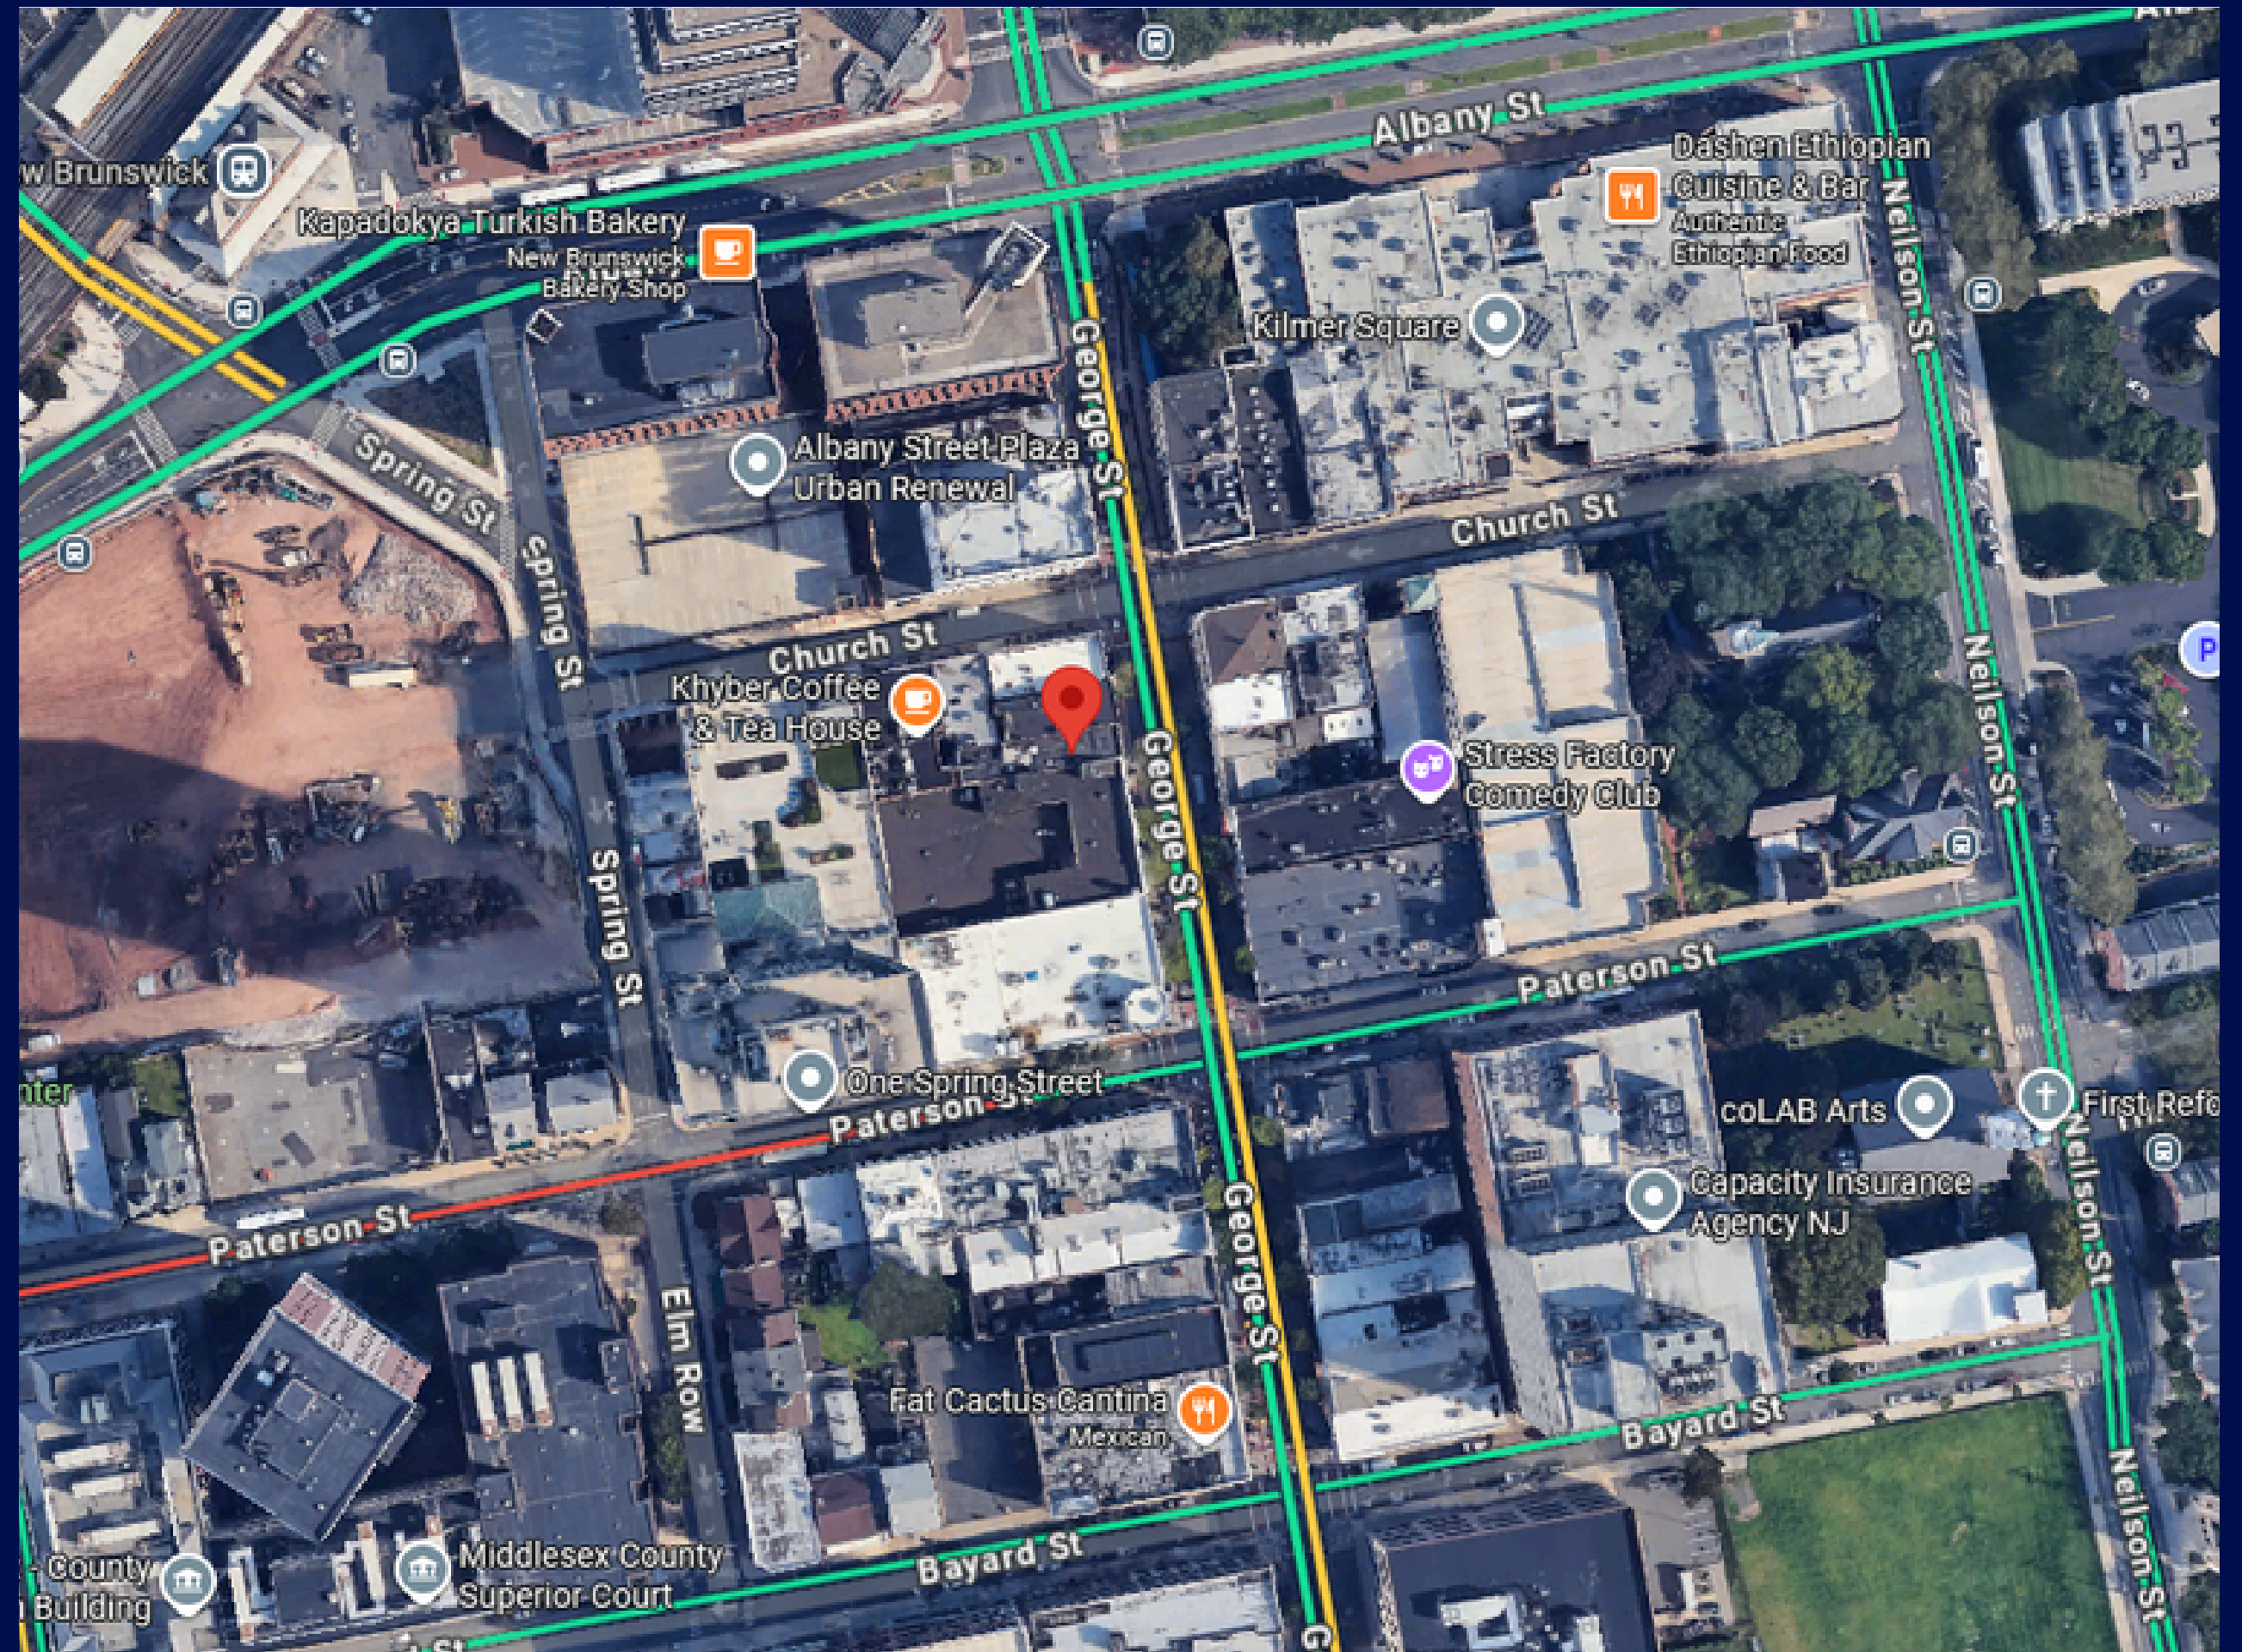 Albany St
w Brunswick
Kapadokya Turkish Bakery
New Brunswick
Bakery Shop
Dashen Ethiopian
Cuisine & Bar
Authentic
Ethiopian Food
Neilson St
Kilmer Square
George St
Albany Street Plaza
Urban Renewal
Spring St
Spring St
Church St
Church St
Khyber Coffee
& Tea House
P
Neilson St
George St
Stress Factory
Comedy Club
Spring St
Paterson St
One Spring Street
Paterson St
nter
coLAB Arts
First Refo
Neilson St
Capacity Insurance
Agency NJ
Paterson St
George St
Elm Row
Fat Cactus Cantina
Mexican
Bayard St
Neilson St
Bayard St
- County
Building
Middlesex County
Superior Court
St
G